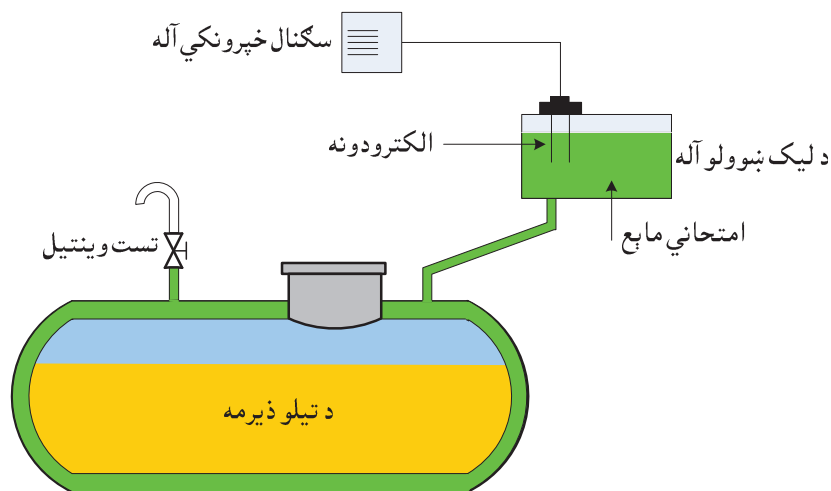 سګنال خپرونکي آله
الکترودونه
د لیک ښوولو آله
امتحاني مایع
تست وینتیل
د تیلو ذیرمه